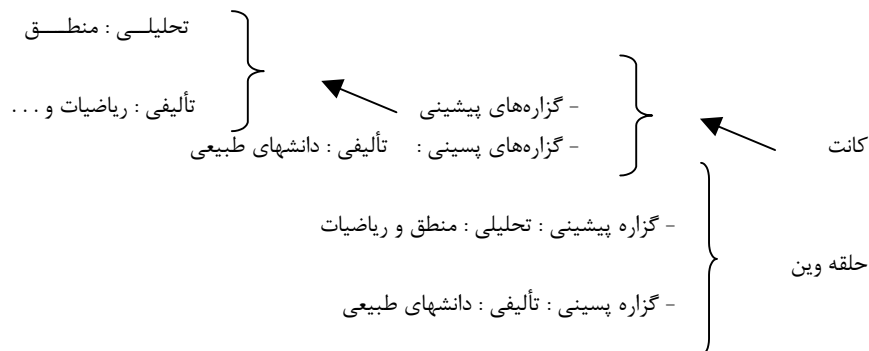 تحلیلـــی : منطـــــق
تألیفی : ریاضیات و . . .
- گزاره‌های پیشینی
- گزاره‌های پسینی : تألیفی : دانشهای طبیعی
کانت
- گزاره پیشینی : تحلیلی : منطق و ریاضیات
حلقه وین
- گزاره پسینی : تألیفی : دانشهای طبیعی